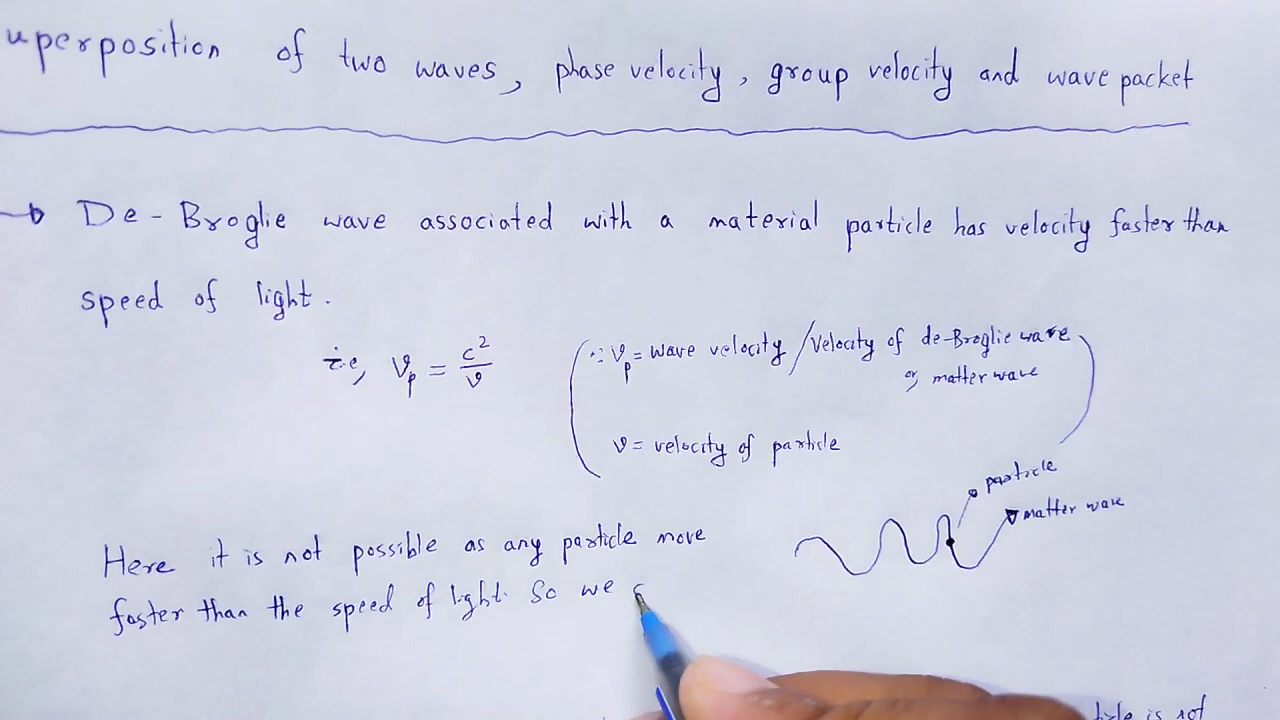 uperposition of two waves, phase velocity, group velocity and wave packet
De-Broglie wave associated with a material particle has velocity faster than
speed of light.
i.e, Vp = c²/v (∵ Vp = wave velocity / Velocity of de-Broglie wave
or, matter wave
v = velocity of particle)
particle
matter wave
Here it is not possible as any particle move
faster than the speed of light. So we
is not